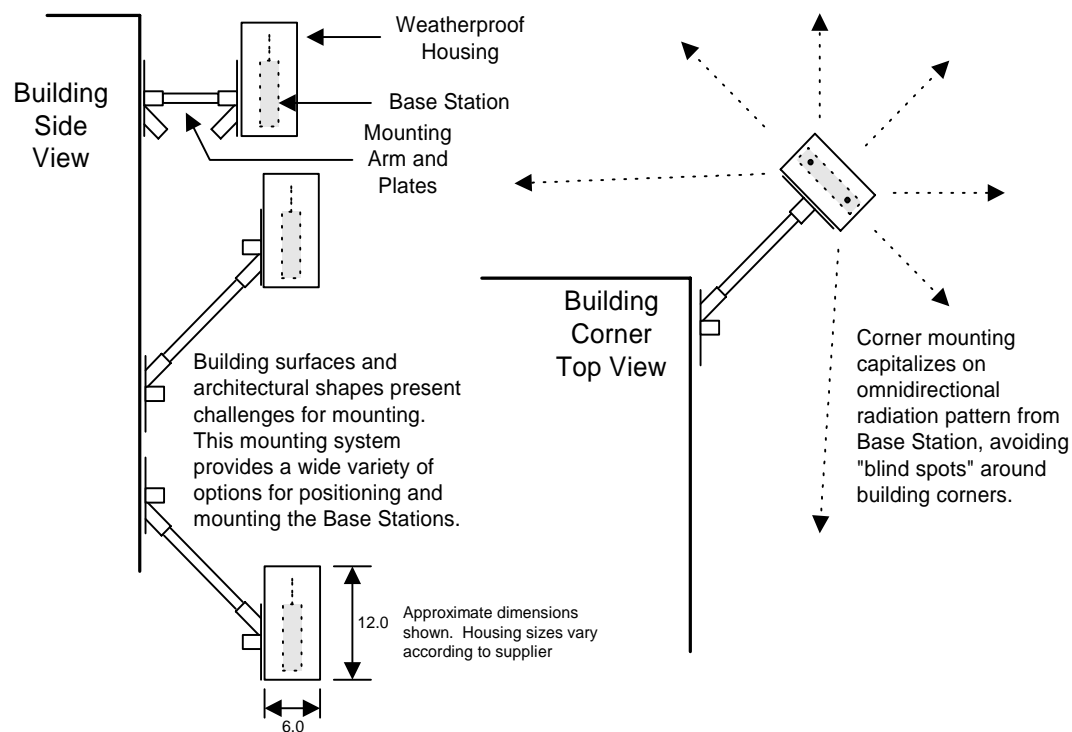 Weatherproof
Housing
Building
Side
View
Base Station
Mounting
Arm and
Plates
Building
Corner
Top View
Building surfaces and
architectural shapes present
challenges for mounting.
This mounting system
provides a wide variety of
options for positioning and
mounting the Base Stations.
Corner mounting
capitalizes on
omnidirectional
radiation pattern from
Base Station, avoiding
"blind spots" around
building corners.
12.0
Approximate dimensions
shown.  Housing sizes vary
according to supplier
6.0